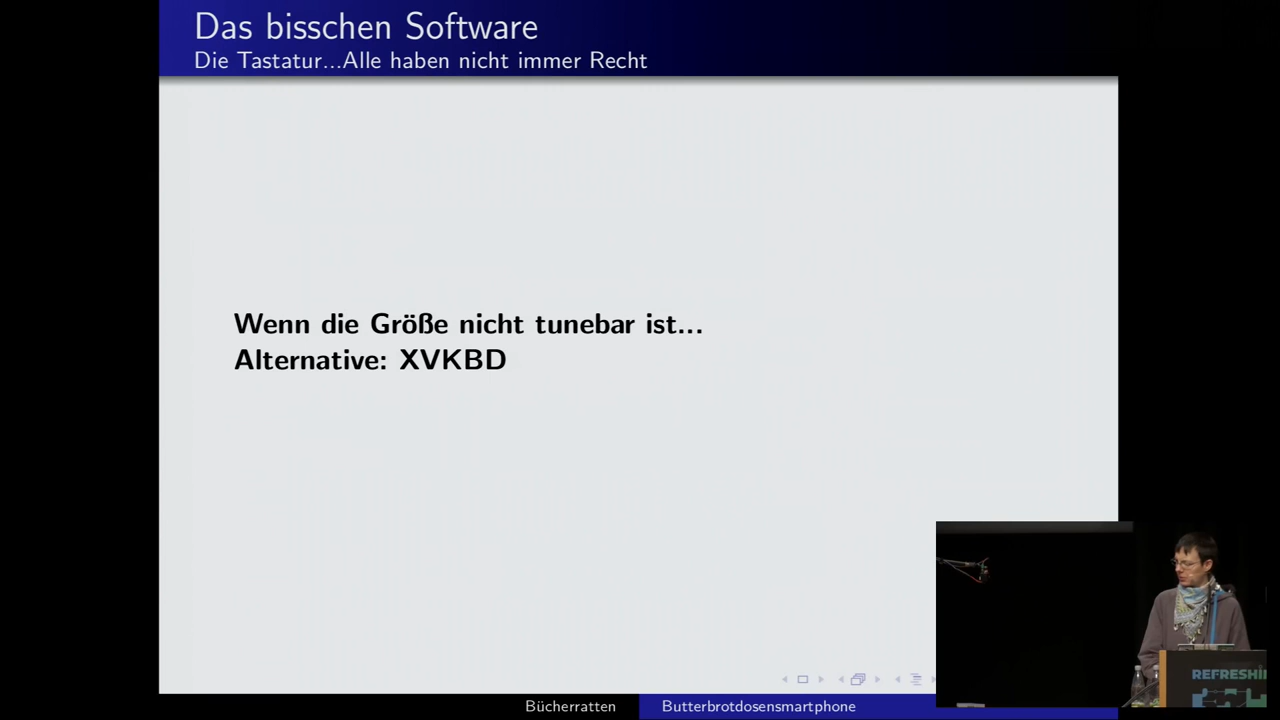 Das bisschen Software
Die Tastatur...Alle haben nicht immer Recht
Wenn die Größe nicht tunebar ist...
Alternative: XVKBD
Bücherratten
Butterbrotdosensmartphone